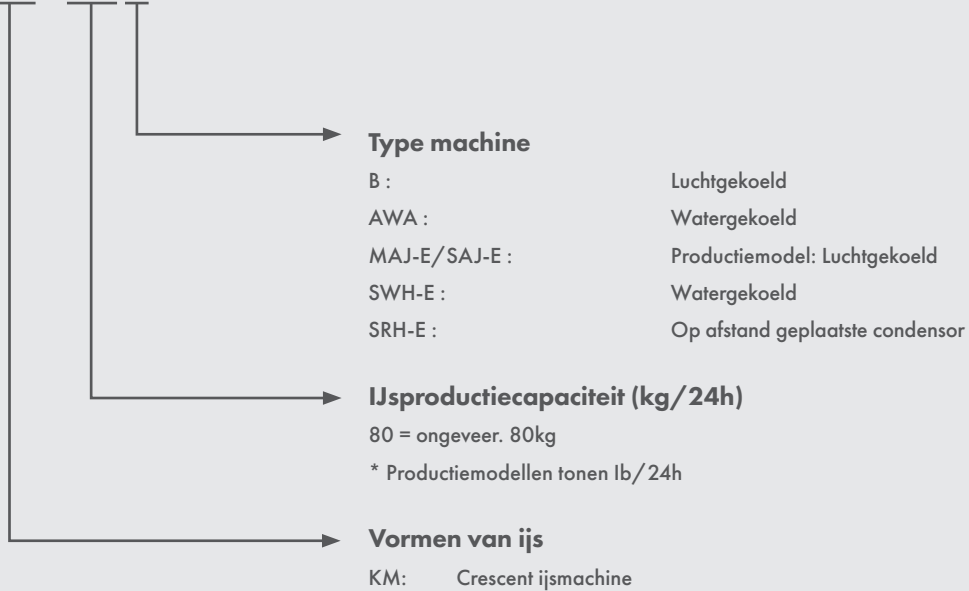 Type machine
B : Luchtgekoeld
AWA : Watergekoeld
MAJ-E/SAJ-E : Productiemodel: Luchtgekoeld
SWH-E : Watergekoeld
SRH-E : Op afstand geplaatste condensor
IJsproductiecapaciteit (kg/24h)
80 = ongeveer. 80kg
* Productiemodellen tonen Ib/24h
Vormen van ijs
KM: Crescent ijsmachine